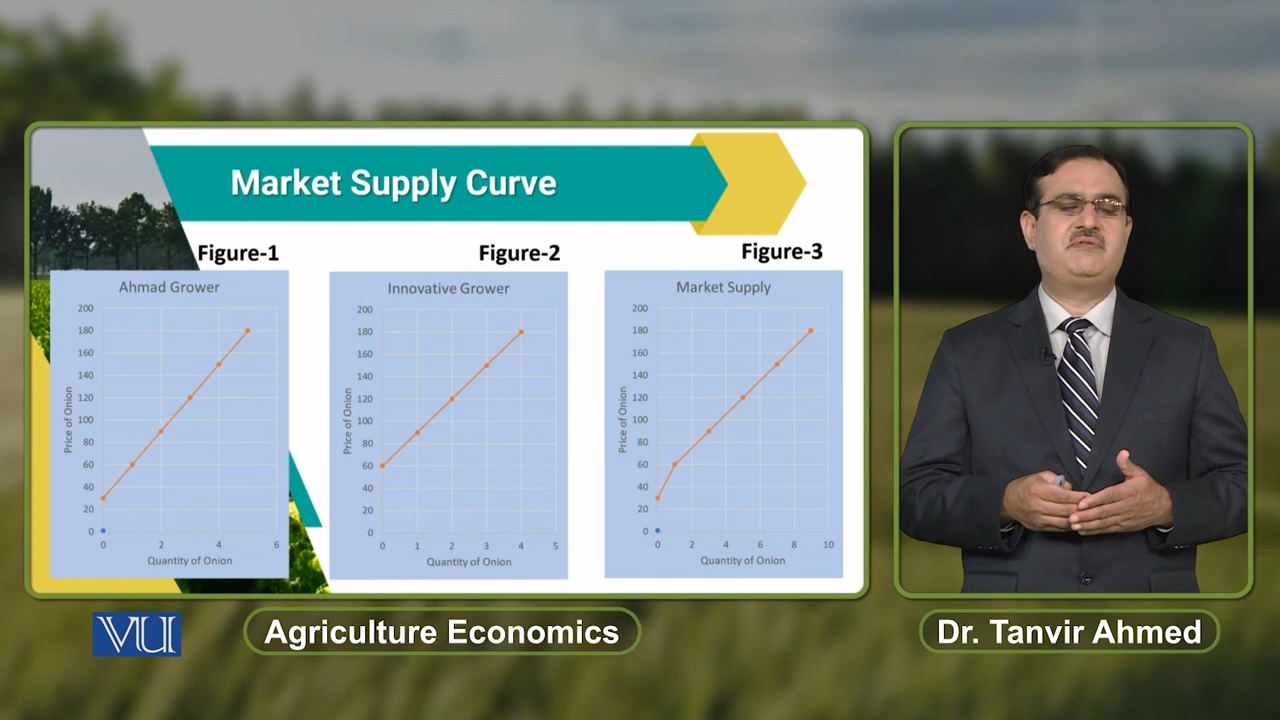 Market Supply Curve
Figure-1
Figure-2
Figure-3
Ahmad Grower
200
180
160
140
120
100
80
60
40
20
0
Price of Onion
0 2 4 6
Quantity of Onion
Innovative Grower
200
180
160
140
120
100
80
60
40
20
0
Price of Onion
0 1 2 3 4 5
Quantity of Onion
Market Supply
200
180
160
140
120
100
80
60
40
20
0
Price of Onion
0 2 4 6 8 10
Quantity of Onion
VU
Agriculture Economics
Dr. Tanvir Ahmed